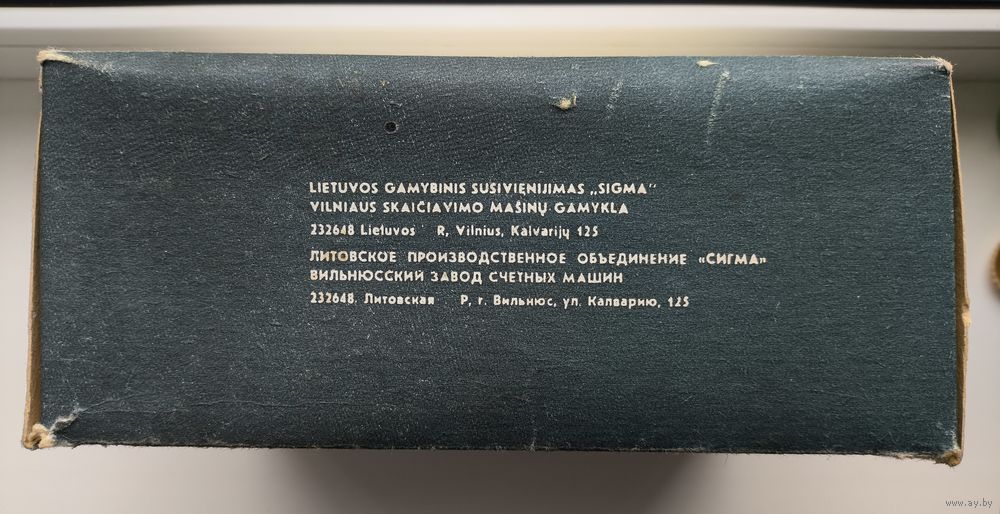 LIETUVOS GAMYBINIS SUSIVIENIJIMAS „SIGMA"
VILNIAUS SKAIČIAVIMO MAŠINŲ GAMYKLA
232648 Lietuvos R, Vilnius, Kalvarijų 125
ЛИТОВСКОЕ ПРОИЗВОДСТВЕННОЕ ОБЪЕДИНЕНИЕ «СИГМА»
ВИЛЬНЮССКИЙ ЗАВОД СЧЕТНЫХ МАШИН
232648, Литовская Р, г. Вильнюс, ул. Калварию, 125
www.ay.by